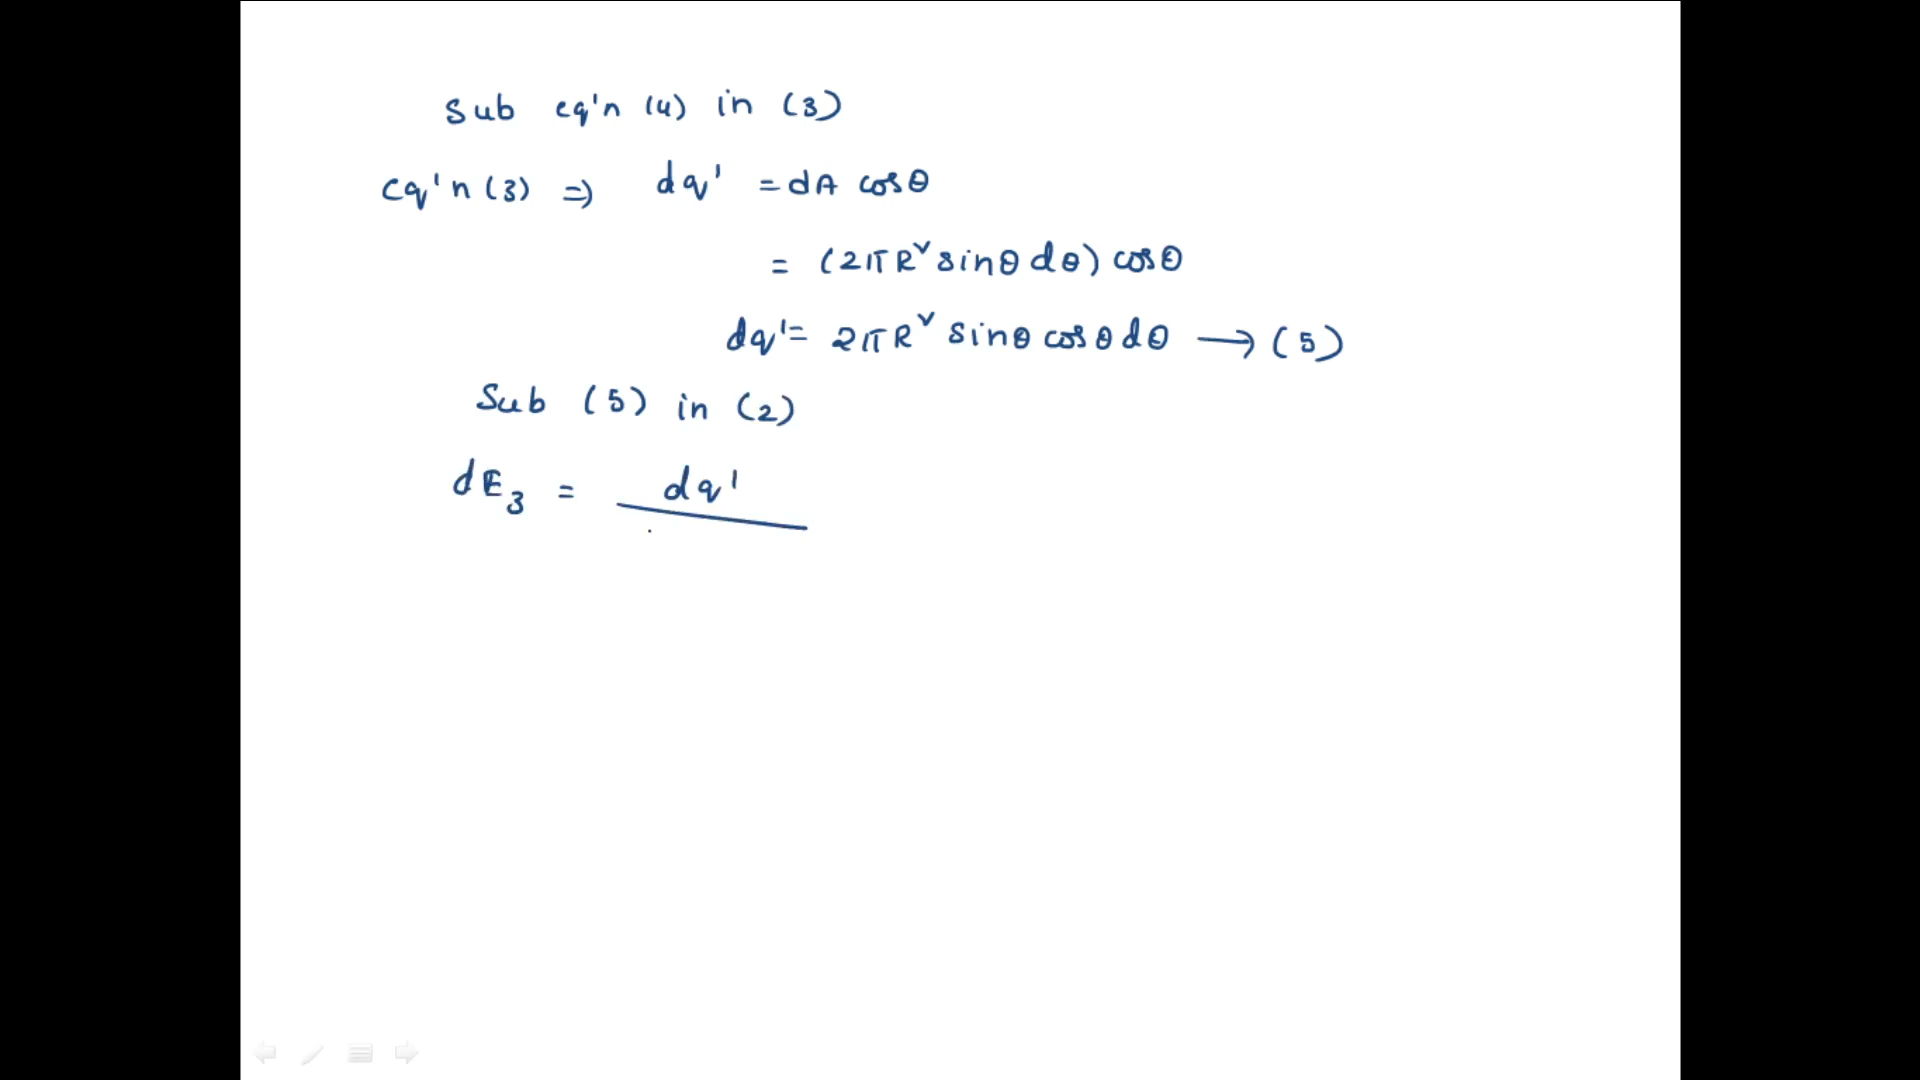 Sub eq'n (4) in (3)
eq'n (3) ⇒ dq' = dA cosθ
= (2πR² sinθ dθ) cosθ
dq' = 2πR² sinθ cosθ dθ → (5)
Sub (5) in (2)
dE₃ = dq'